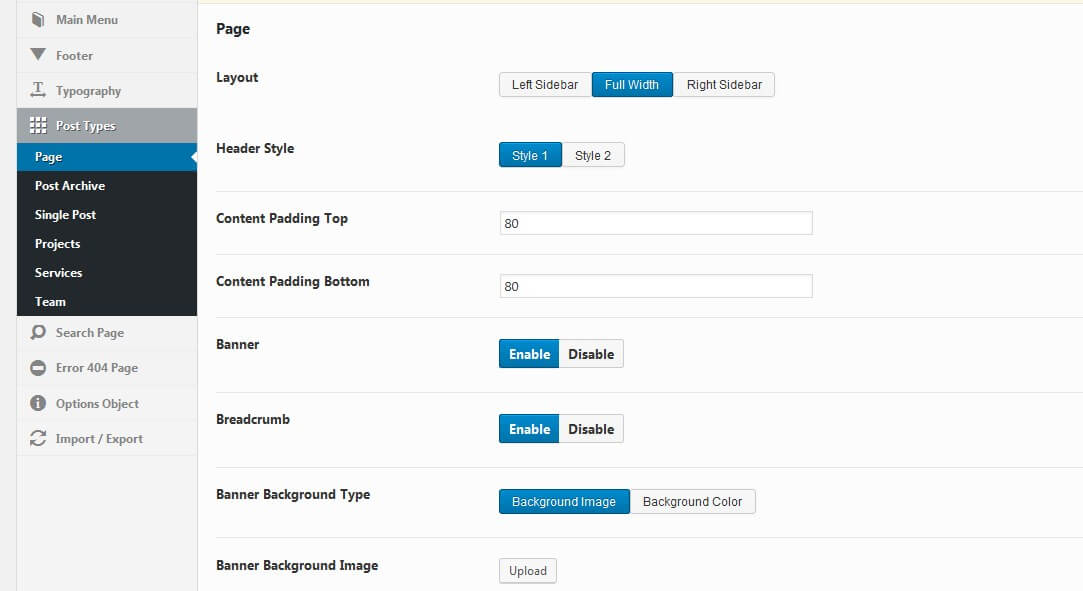 Main Menu
Footer
Typography
Post Types
Page
Post Archive
Single Post
Projects
Services
Team
Search Page
Error 404 Page
Options Object
Import / Export
Page
Layout
Left Sidebar Full Width Right Sidebar
Header Style
Style 1 Style 2
Content Padding Top
80
Content Padding Bottom
80
Banner
Enable Disable
Breadcrumb
Enable Disable
Banner Background Type
Background Image Background Color
Banner Background Image
Upload